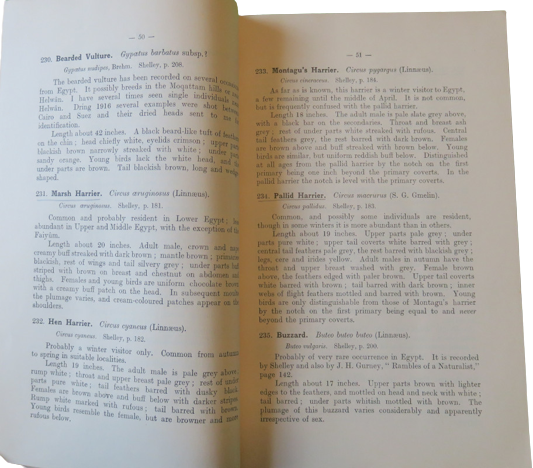 — 30 —
230. Bearded Vulture. Gypatus barbatus subsp. ?
Gypatus nudipes, Brehm. Shelley, p. 208.
The bearded vulture has been recorded on several occasions
from Egypt. It possibly breeds in the Moqattam hills or near
Helwân. I have several times seen single individuals near
Helwân. Dring 1916 several examples were shot between
Cairo and Suez and their dried heads sent to me for
identification.
Length about 42 inches. A black beard-like tuft of feathers
on the chin; head chiefly white, eyelids crimson; upper parts
blackish brown narrowly streaked with white; under parts
sandy orange. Young birds lack the white head, and the
under parts are brown. Tail blackish brown, long and wedge
shaped.
231. Marsh Harrier. Circus æruginosus (Linnæus).
Circus æruginosus. Shelley, p. 181.
Common and probably resident in Lower Egypt; less
abundant in Upper and Middle Egypt, with the exception of the
Faiyûm.
Length about 20 inches. Adult male, crown and nape
creamy buff streaked with dark brown; mantle brown; primaries
blackish, rest of wings and tail silvery grey; under parts buff
striped with brown on breast and chestnut on abdomen and
thighs. Females and young birds are uniform chocolate brown
with a creamy buff patch on the head. In subsequent moults
the plumage varies, and cream-coloured patches appear on the
shoulders.
232. Hen Harrier. Circus cyaneus (Linnæus).
Circus cyaneus. Shelley, p. 182.
Probably a winter visitor only. Common from autumn
to spring in suitable localities.
Length 19 inches. The adult male is pale grey above,
rump white; throat and upper breast pale grey; rest of under
parts pure white; tail feathers barred with dusky black.
Females are brown above and buff below with darker stripes.
Rump white marked with rufous; tail barred with brown.
Young birds resemble the female, but are browner and more
rufous below.
— 31 —
233. Montagu's Harrier. Circus pygargus (Linnæus).
Circus cineraceus. Shelley, p. 184.
As far as is known, this harrier is a winter visitor to Egypt,
a few remaining until the middle of April. It is not common,
but is frequently confused with the pallid harrier.
Length 18 inches. The adult male is pale slate grey above,
with a black bar on the secondaries. Throat and breast ash
grey; rest of under parts white streaked with rufous. Central
tail feathers grey, the rest barred with dark brown. Females
are brown above and buff streaked with brown below. Young
birds are similar, but uniform reddish buff below. Distinguished
at all ages from the pallid harrier by the notch on the first
primary being one inch beyond the primary coverts. In the
pallid harrier the notch is level with the primary coverts.
234. Pallid Harrier. Circus macrurus (S. G. Gmelin).
Circus pallidus. Shelley, p. 183.
Common, and possibly some individuals are resident,
though in some winters it is more abundant than in others.
Length about 19 inches. Upper parts pale grey; under
parts pure white; upper tail coverts white barred with grey;
central tail feathers pale grey, the rest barred with blackish grey;
legs, cere and irides yellow. Adult males in autumn have the
throat and upper breast washed with grey. Female brown
above, the feathers edged with paler brown. Upper tail coverts
white barred with brown; tail barred with dark brown; inner
webs of flight feathers mottled and barred with brown. Young
birds are only distinguishable from those of Montagu's harrier
by the notch on the first primary being equal to and never
beyond the primary coverts.
235. Buzzard. Buteo buteo buteo (Linnæus).
Buteo vulgaris. Shelley, p. 200.
Probably of very rare occurrence in Egypt. It is recorded
by Shelley and also by J. H. Gurney, "Rambles of a Naturalist,"
page 142.
Length about 17 inches. Upper parts brown with lighter
edges to the feathers, and mottled on head and neck with white;
tail barred; under parts whitish mottled with brown. The
plumage of this buzzard varies considerably and apparently
irrespective of sex.